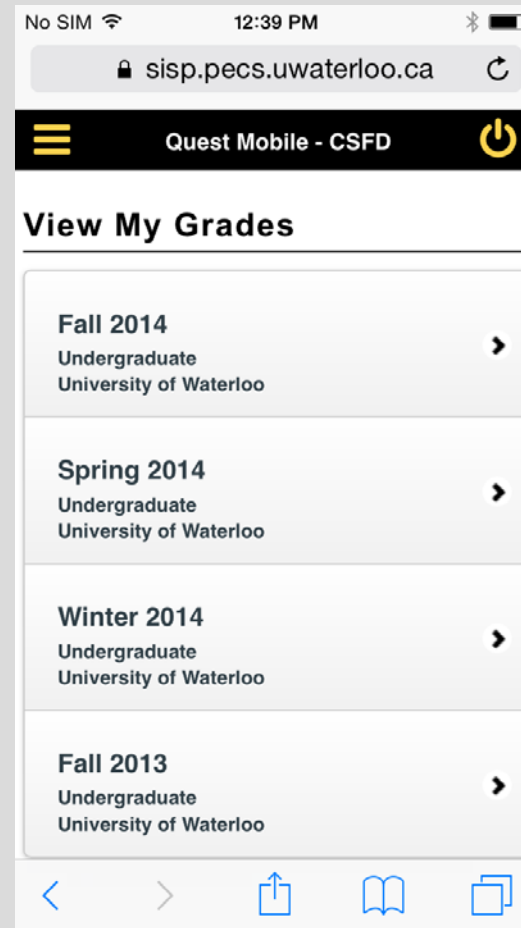 No SIM 12:39 PM
sisp.pecs.uwaterloo.ca
Quest Mobile - CSFD
View My Grades
Fall 2014
Undergraduate
University of Waterloo
Spring 2014
Undergraduate
University of Waterloo
Winter 2014
Undergraduate
University of Waterloo
Fall 2013
Undergraduate
University of Waterloo